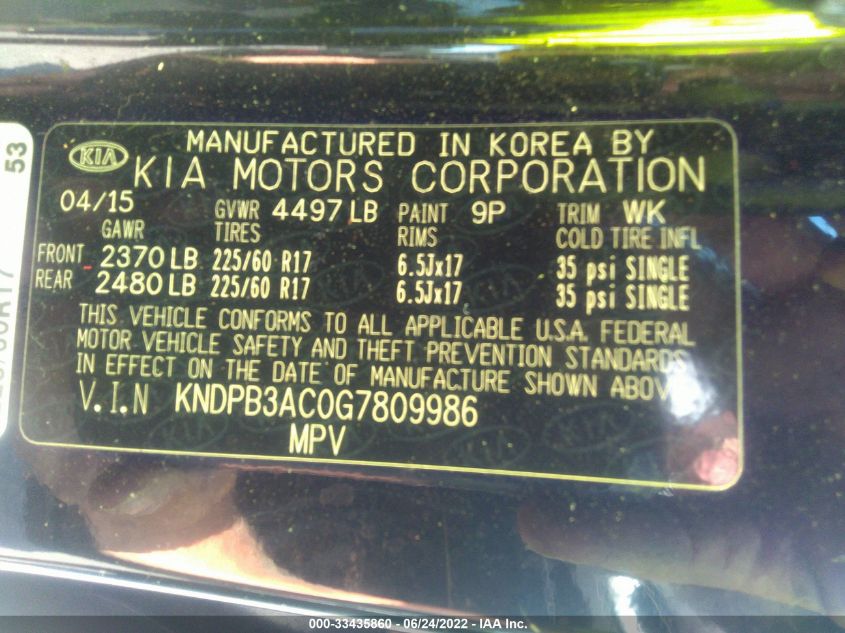 53
KIA
MANUFACTURED IN KOREA BY
KIA MOTORS CORPORATION
04/15 GVWR 4497 LB PAINT 9P TRIM WK
GAWR TIRES RIMS COLD TIRE INFL
FRONT 2370 LB 225/60 R17 6.5Jx17 35 psi SINGLE
REAR 2480 LB 225/60 R17 6.5Jx17 35 psi SINGLE
THIS VEHICLE CONFORMS TO ALL APPLICABLE U.S.A. FEDERAL
MOTOR VEHICLE SAFETY AND THEFT PREVENTION STANDARDS
IN EFFECT ON THE DATE OF MANUFACTURE SHOWN ABOVE
V.I.N KNDPB3AC0G7809986
MPV
000-33435860 - 06/24/2022 - IAA Inc.